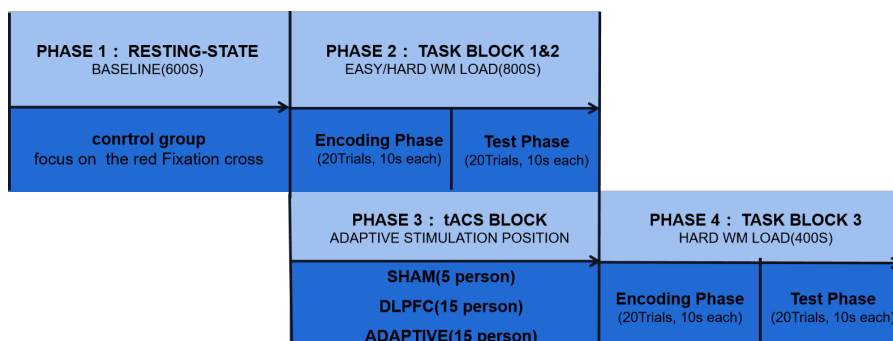 PHASE 1： RESTING-STATE
BASELINE(600S)
PHASE 2： TASK BLOCK 1&2
EASY/HARD WM LOAD(800S)
conrtrol group
focus on the red Fixation cross
Encoding Phase
(20Trials, 10s each)
Test Phase
(20Trials, 10s each)
PHASE 3： tACS BLOCK
ADAPTIVE STIMULATION POSITION
PHASE 4： TASK BLOCK 3
HARD WM LOAD(400S)
SHAM(5 person)
DLPFC(15 person)
ADAPTIVE(15 person)
Encoding Phase
(20Trials, 10s each)
Test Phase
(20Trials, 10s each)